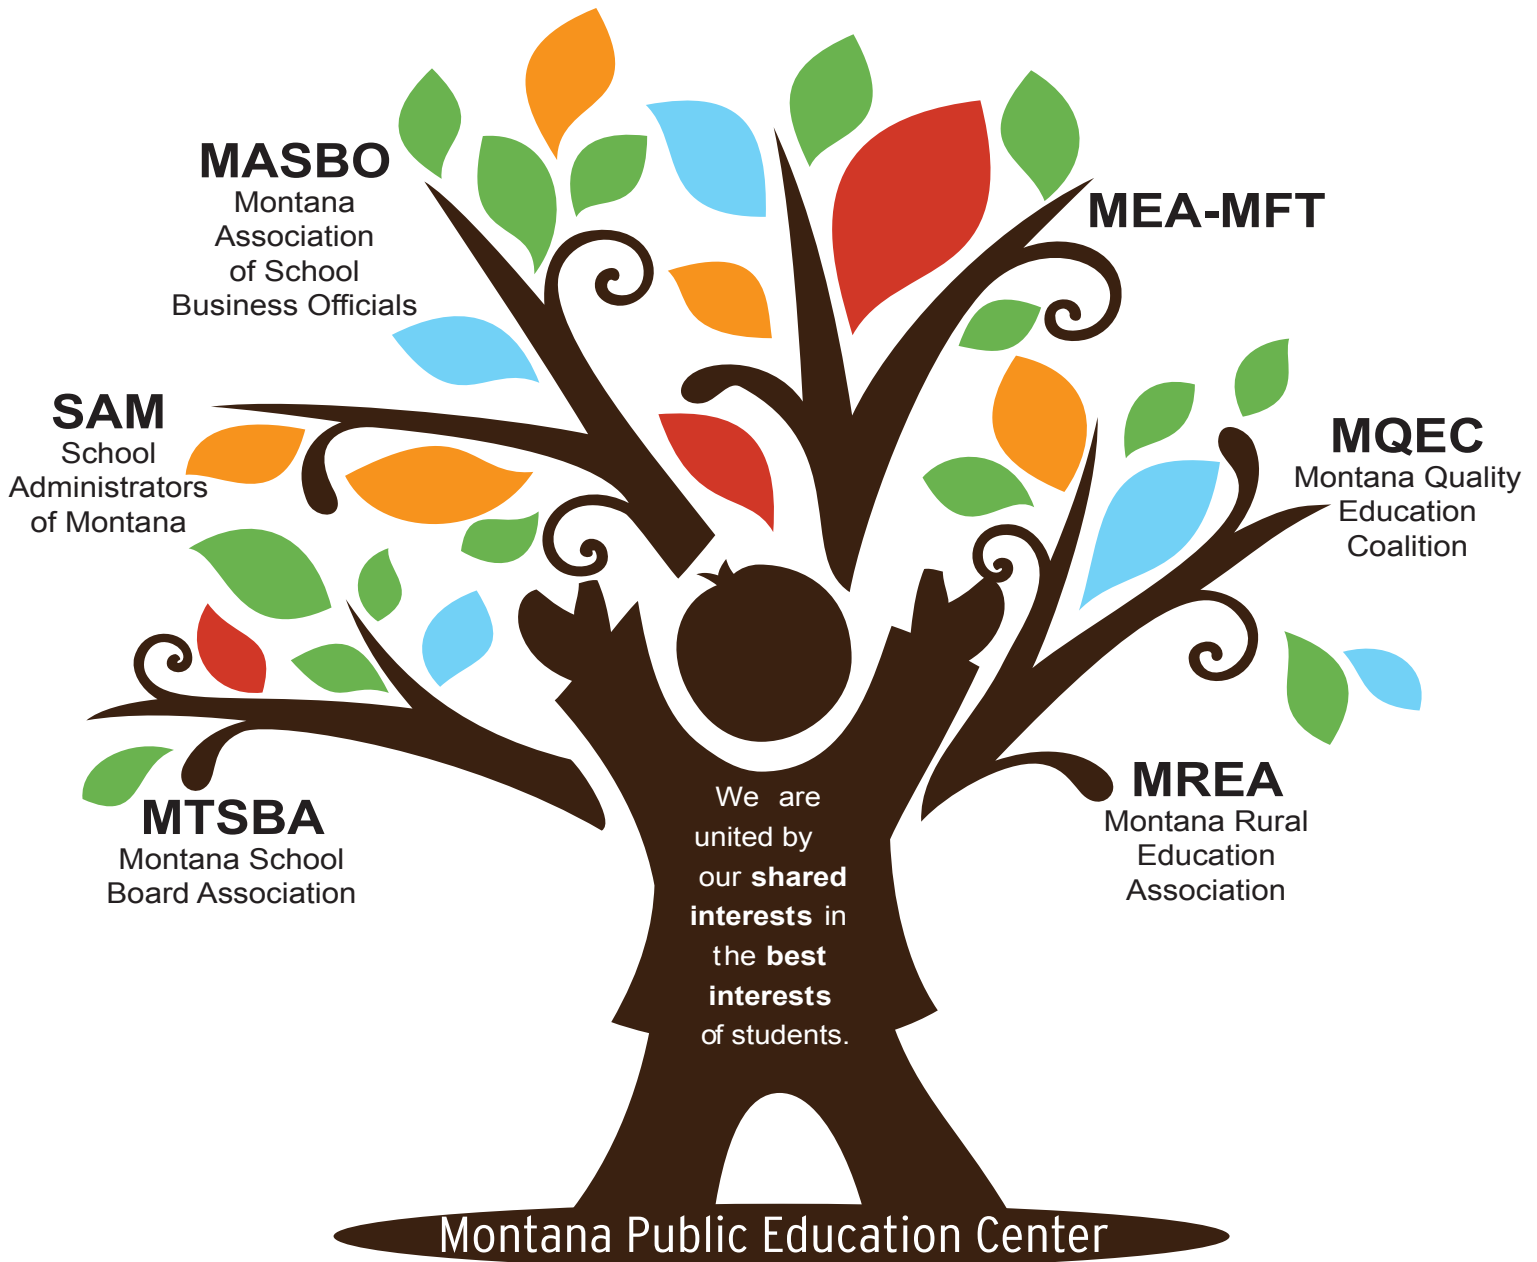 MASBO
Montana
Association
of School
Business Officials
MEA-MFT
SAM
School
Administrators
of Montana
MQEC
Montana Quality
Education
Coalition
MTSBA
Montana School
Board Association
MREA
Montana Rural
Education
Association
We are
united by
our shared
interests in
the best
interests
of students.
Montana Public Education Center